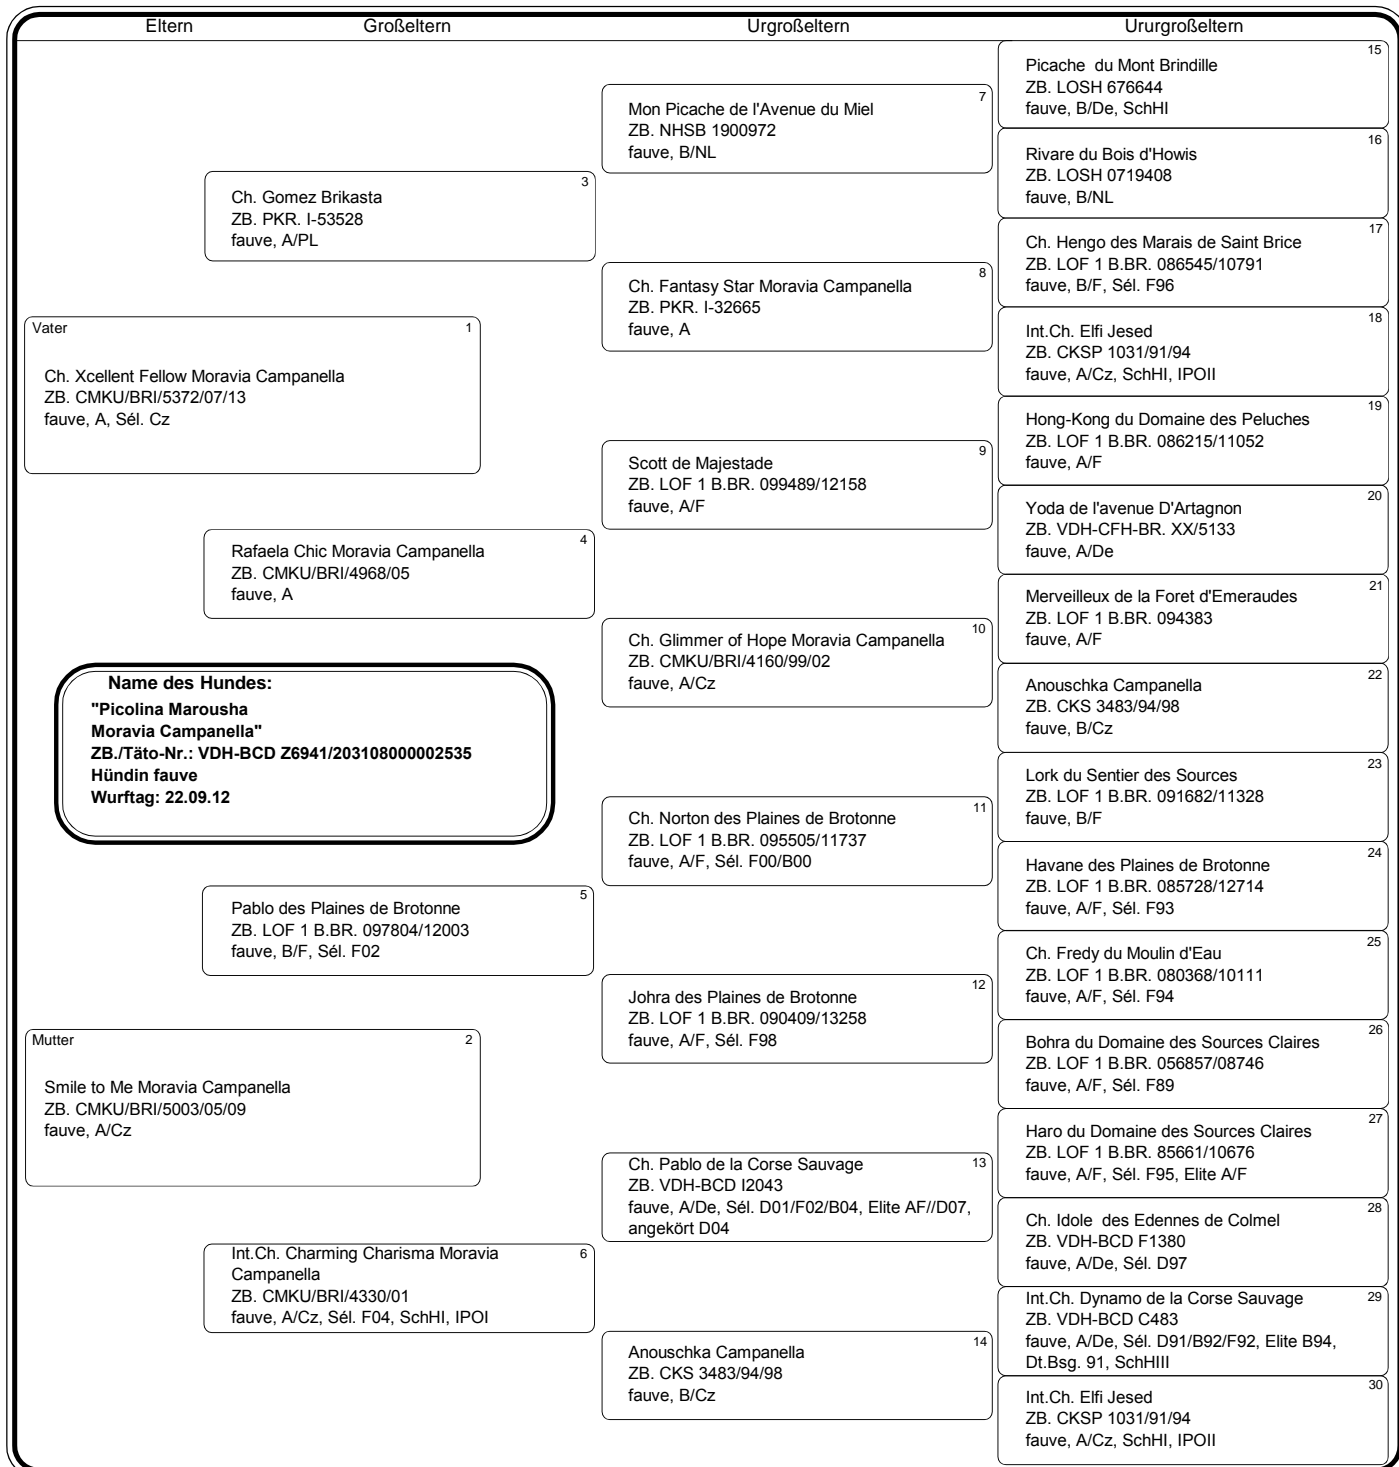 Eltern
Großeltern
Urgroßeltern
Ururgroßeltern
Vater 1
Ch. Xcellent Fellow Moravia Campanella
ZB. CMKU/BRI/5372/07/13
fauve, A, Sél. Cz
Name des Hundes:
"Picolina Marousha
Moravia Campanella"
ZB./Täto-Nr.: VDH-BCD Z6941/203108000002535
Hündin fauve
Wurftag: 22.09.12
Mutter 2
Smile to Me Moravia Campanella
ZB. CMKU/BRI/5003/05/09
fauve, A/Cz
3
Ch. Gomez Brikasta
ZB. PKR. I-53528
fauve, A/PL
4
Rafaela Chic Moravia Campanella
ZB. CMKU/BRI/4968/05
fauve, A
5
Pablo des Plaines de Brotonne
ZB. LOF 1 B.BR. 097804/12003
fauve, B/F, Sél. F02
6
Int.Ch. Charming Charisma Moravia
Campanella
ZB. CMKU/BRI/4330/01
fauve, A/Cz, Sél. F04, SchHI, IPOI
7
Mon Picache de l'Avenue du Miel
ZB. NHSB 1900972
fauve, B/NL
8
Ch. Fantasy Star Moravia Campanella
ZB. PKR. I-32665
fauve, A
9
Scott de Majestade
ZB. LOF 1 B.BR. 099489/12158
fauve, A/F
10
Ch. Glimmer of Hope Moravia Campanella
ZB. CMKU/BRI/4160/99/02
fauve, A/Cz
11
Ch. Norton des Plaines de Brotonne
ZB. LOF 1 B.BR. 095505/11737
fauve, A/F, Sél. F00/B00
12
Johra des Plaines de Brotonne
ZB. LOF 1 B.BR. 090409/13258
fauve, A/F, Sél. F98
13
Ch. Pablo de la Corse Sauvage
ZB. VDH-BCD I2043
fauve, A/De, Sél. D01/F02/B04, Elite AF//D07,
angekört D04
14
Anouschka Campanella
ZB. CKS 3483/94/98
fauve, B/Cz
15
Picache  du Mont Brindille
ZB. LOSH 676644
fauve, B/De, SchHI
16
Rivare du Bois d'Howis
ZB. LOSH 0719408
fauve, B/NL
17
Ch. Hengo des Marais de Saint Brice
ZB. LOF 1 B.BR. 086545/10791
fauve, B/F, Sél. F96
18
Int.Ch. Elfi Jesed
ZB. CKSP 1031/91/94
fauve, A/Cz, SchHI, IPOII
19
Hong-Kong du Domaine des Peluches
ZB. LOF 1 B.BR. 086215/11052
fauve, A/F
20
Yoda de l'avenue D'Artagnon
ZB. VDH-CFH-BR. XX/5133
fauve, A/De
21
Merveilleux de la Foret d'Emeraudes
ZB. LOF 1 B.BR. 094383
fauve, A/F
22
Anouschka Campanella
ZB. CKS 3483/94/98
fauve, B/Cz
23
Lork du Sentier des Sources
ZB. LOF 1 B.BR. 091682/11328
fauve, B/F
24
Havane des Plaines de Brotonne
ZB. LOF 1 B.BR. 085728/12714
fauve, A/F, Sél. F93
25
Ch. Fredy du Moulin d'Eau
ZB. LOF 1 B.BR. 080368/10111
fauve, A/F, Sél. F94
26
Bohra du Domaine des Sources Claires
ZB. LOF 1 B.BR. 056857/08746
fauve, A/F, Sél. F89
27
Haro du Domaine des Sources Claires
ZB. LOF 1 B.BR. 85661/10676
fauve, A/F, Sél. F95, Elite A/F
28
Ch. Idole  des Edennes de Colmel
ZB. VDH-BCD F1380
fauve, A/De, Sél. D97
29
Int.Ch. Dynamo de la Corse Sauvage
ZB. VDH-BCD C483
fauve, A/De, Sél. D91/B92/F92, Elite B94,
Dt.Bsg. 91, SchHIII
30
Int.Ch. Elfi Jesed
ZB. CKSP 1031/91/94
fauve, A/Cz, SchHI, IPOII